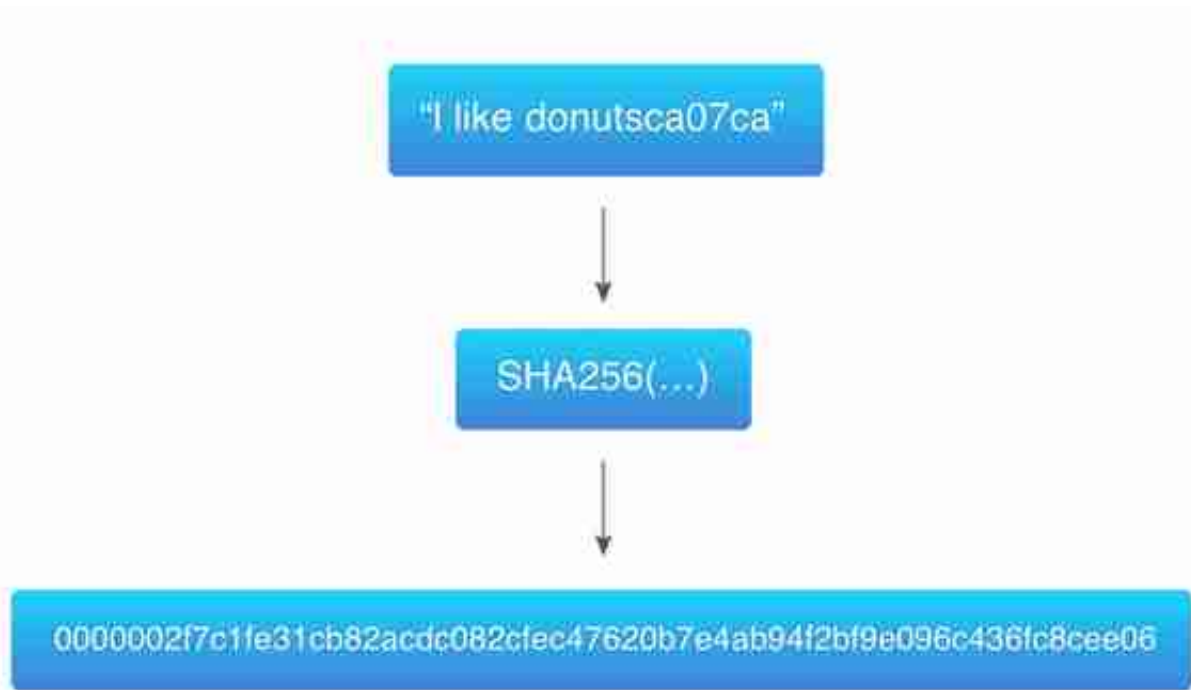 “I like donutsca07ca”
SHA256(...)
0000002f7c1fe31cb82acdc082cfec47620b7e4ab94f2bf9e096c436fc8cee06